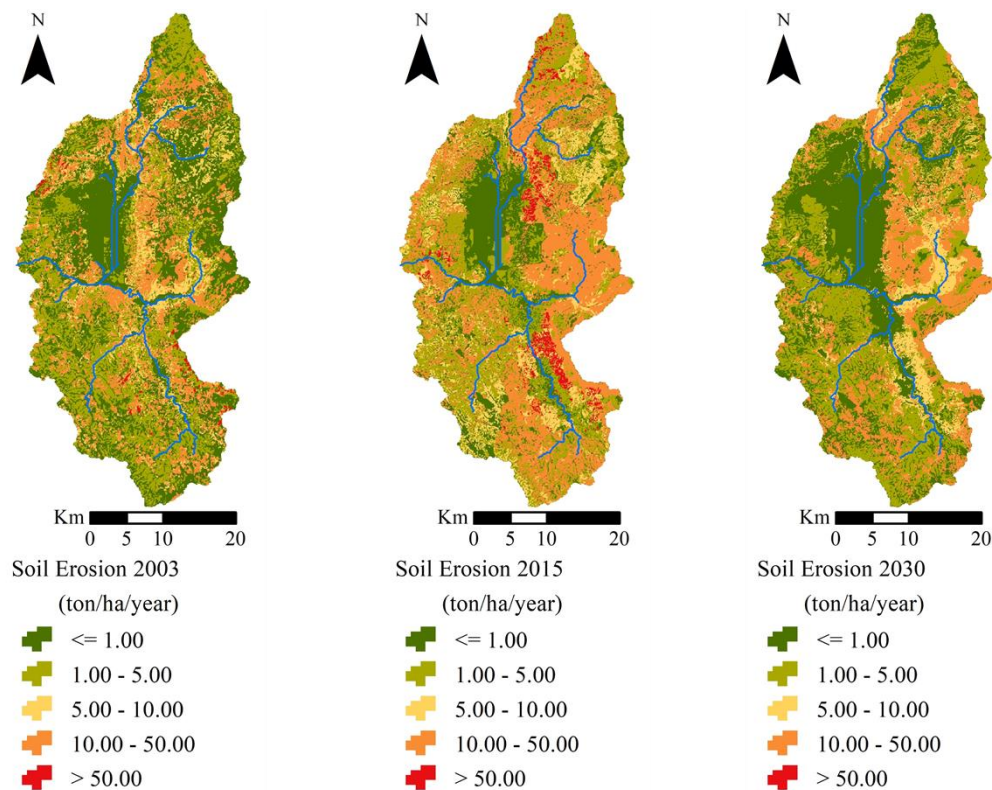 N
Km
0 5 10 20
Soil Erosion 2003
(ton/ha/year)
<= 1.00
1.00 - 5.00
5.00 - 10.00
10.00 - 50.00
> 50.00
N
Km
0 5 10 20
Soil Erosion 2015
(ton/ha/year)
<= 1.00
1.00 - 5.00
5.00 - 10.00
10.00 - 50.00
> 50.00
N
Km
0 5 10 20
Soil Erosion 2030
(ton/ha/year)
<= 1.00
1.00 - 5.00
5.00 - 10.00
10.00 - 50.00
> 50.00